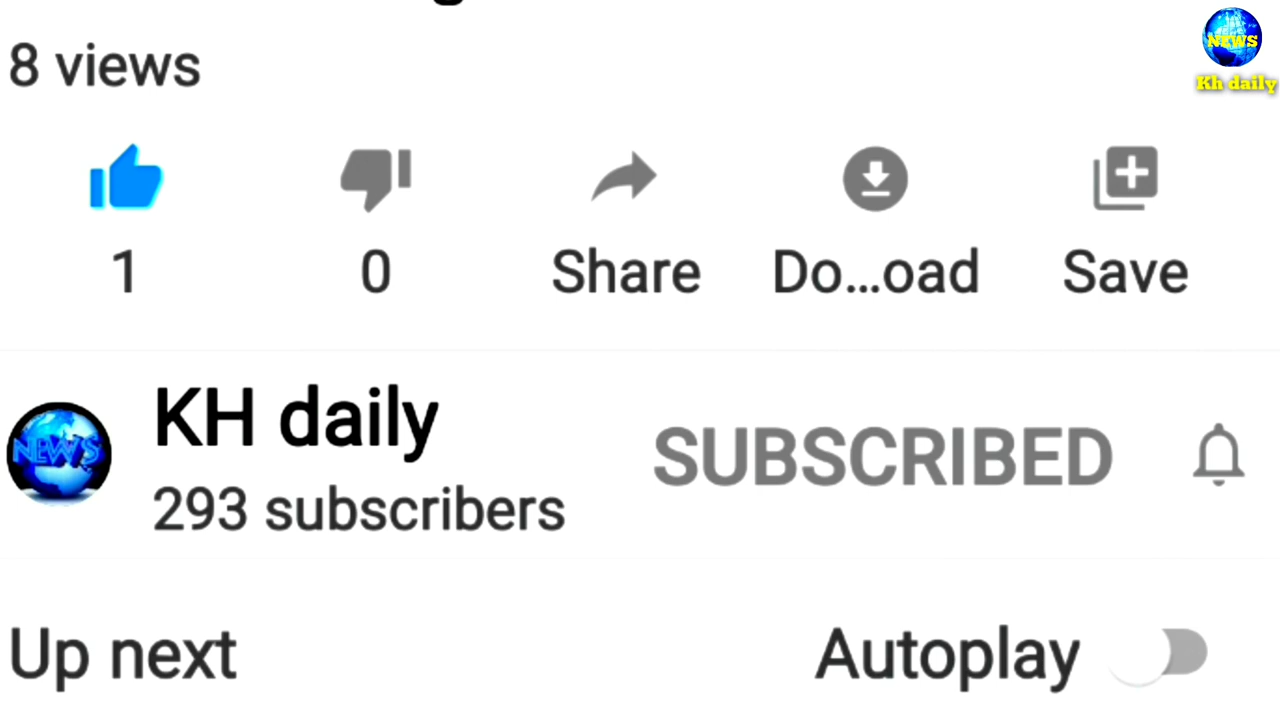 8 views
NEWS
Kh daily
1 0 Share Do...oad Save
KH daily
NEWS
293 subscribers
SUBSCRIBED
Up next Autoplay